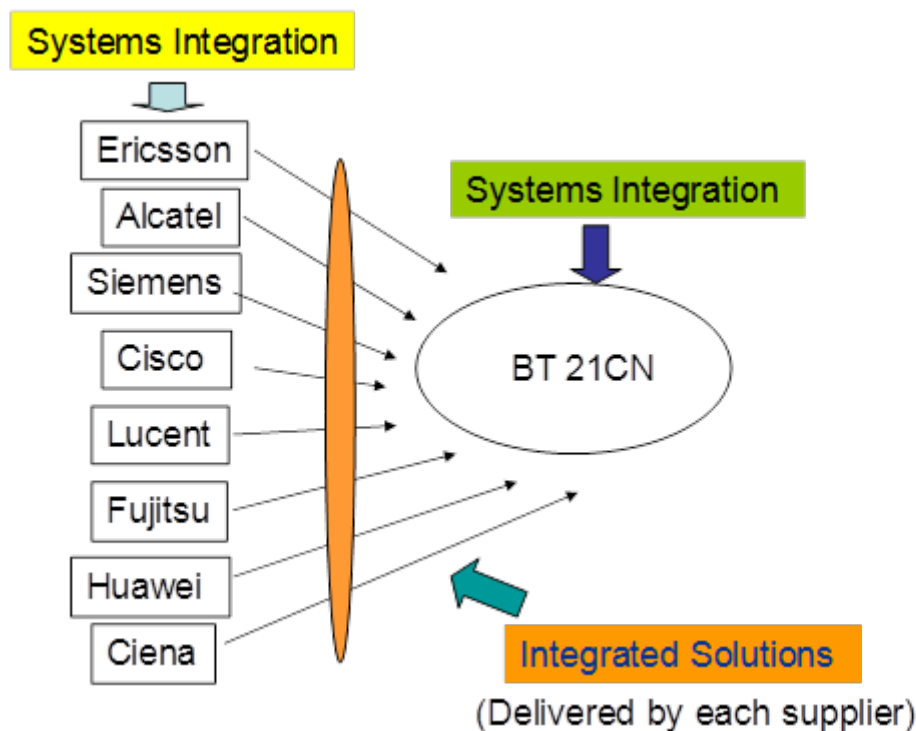 Systems Integration
Ericsson
Alcatel
Siemens
Cisco
Lucent
Fujitsu
Huawei
Ciena
Systems Integration
BT 21CN
Integrated Solutions
(Delivered by each supplier)